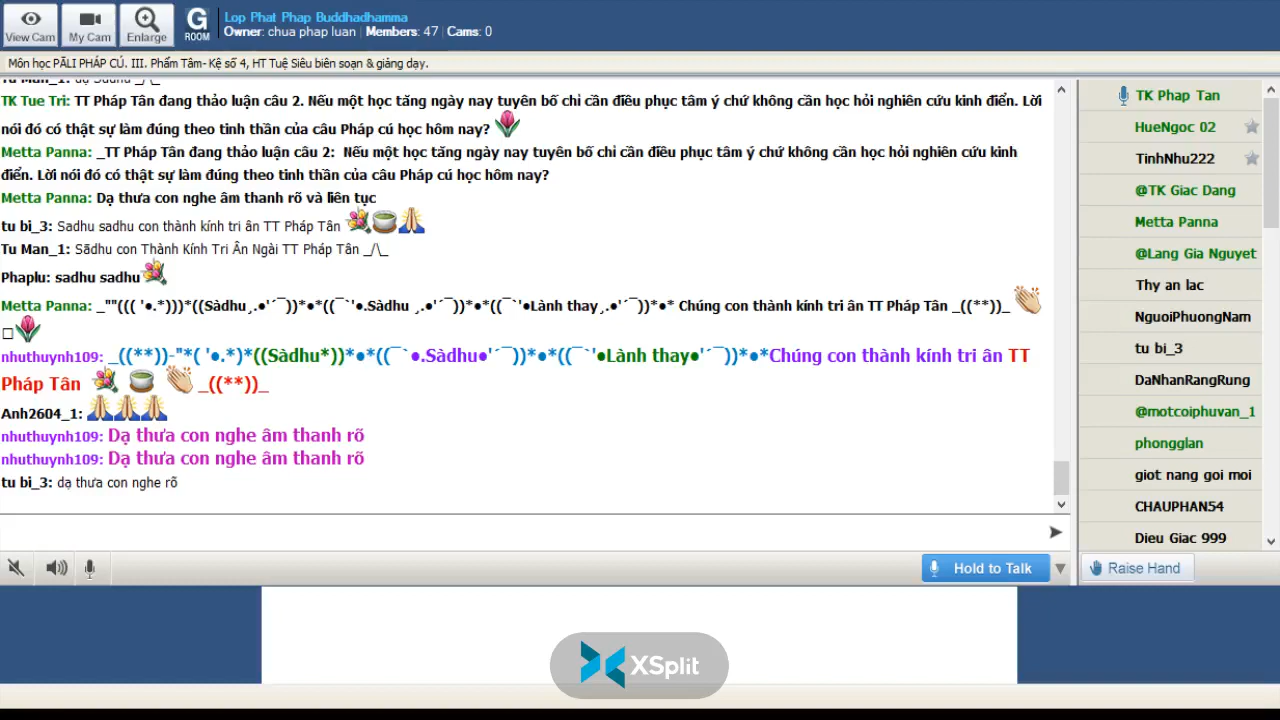 View Cam
My Cam
Enlarge
G
ROOM
Lop Phat Phap Buddhadhamma
Owner: chua phap luan | Members: 47 | Cams: 0
Môn học PĀLI PHÁP CÚ. III. Phẩm Tâm- Kệ số 4, HT Tuệ Siêu biên soạn & giảng dạy.
TK Tue Tri: TT Pháp Tân đang thảo luận câu 2. Nếu một học tăng ngày nay tuyên bố chỉ cần điều phục tâm ý chứ không cần học hỏi nghiên cứu kinh điển. Lời
nói đó có thật sự làm đúng theo tinh thần của câu Pháp cú học hôm nay? 🌷
Metta Panna: _TT Pháp Tân đang thảo luận câu 2:  Nếu một học tăng ngày nay tuyên bố chỉ cần điều phục tâm ý chứ không cần học hỏi nghiên cứu kinh
điển. Lời nói đó có thật sự làm đúng theo tinh thần của câu Pháp cú học hôm nay?
Metta Panna: Dạ thưa con nghe âm thanh rõ và liên tục
tu bi_3: Sadhu sadhu con thành kính tri ân TT Pháp Tân 💐🍵🙏
Tu Man_1: Sādhu con Thành Kính Tri Ân Ngài TT Pháp Tân _/\_
Phaplu: sadhu sadhu💐
Metta Panna: _""((( '●.*)))*((Sàdhu¸.●'´¯))*●*((¯`'●.Sàdhu ¸.●'´¯))*●*((¯`'●Lành thay¸.●'´¯))*●* Chúng con thành kính tri ân TT Pháp Tân _((**))_ 👏
□🌷
nhuthuynh109: _((**))-"*( '●.*)*((Sàdhu*))*●*((¯`●.Sàdhu●'´¯))*●*((¯`'●Lành thay●'´¯))*●*Chúng con thành kính tri ân TT
Pháp Tân 💐 🍵 👏 _((**))_
Anh2604_1: 🙏🙏🙏
nhuthuynh109: Dạ thưa con nghe âm thanh rõ
nhuthuynh109: Dạ thưa con nghe âm thanh rõ
tu bi_3: dạ thưa con nghe rõ
TK Phap Tan
HueNgoc 02
TinhNhu222
@TK Giac Dang
Metta Panna
@Lang Gia Nguyet
Thy an lac
NguoiPhuongNam
tu bi_3
DaNhanRangRung
@motcoiphuvan_1
phongglan
giot nang goi moi
CHAUPHAN54
Dieu Giac 999
Hold to Talk
Raise Hand
XSplit